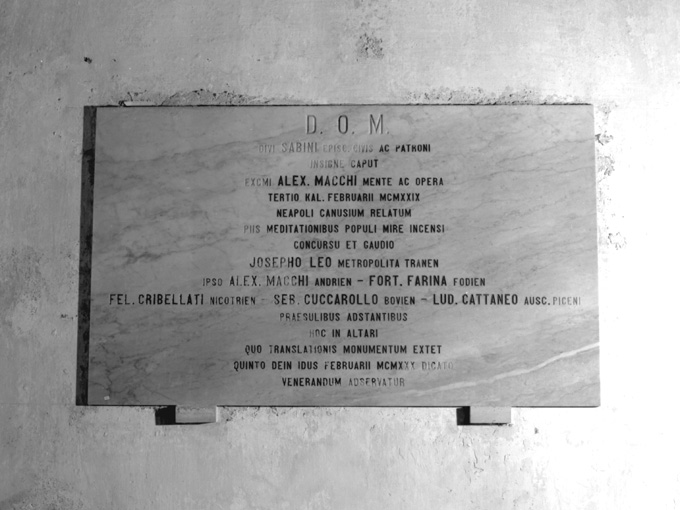 D. O. M.
DIVI SABINI EPISC. CIVIS AC PATRONI
INSIGNE CAPUT
EXCMI ALEX. MACCHI MENTE AC OPERA
TERTIO KAL. FEBRUARII MCMXXIX
NEAPOLI CANUSIUM RELATUM
PIIS MEDITATIONIBUS POPULI MIRE INCENSI
CONCURSU ET GAUDIO
JOSEPHO LEO METROPOLITA TRANEN
IPSO ALEX. MACCHI ANDRIEN - FORT. FARINA FODIEN
FEL. CRIBELLATI NICOTRIEN - SER. CUCCAROLLO BOVIEN - LUD. CATTANEO AUSC. PICENI
PRAESULIBUS ADSTANTIBUS
HOC IN ALTARI
QUO TRANSLATIONIS MONUMENTUM EXTET
QUINTO DEIN IDUS FEBRUARII MCMXXX DICATO
VENERANDUM ADSERVATUR